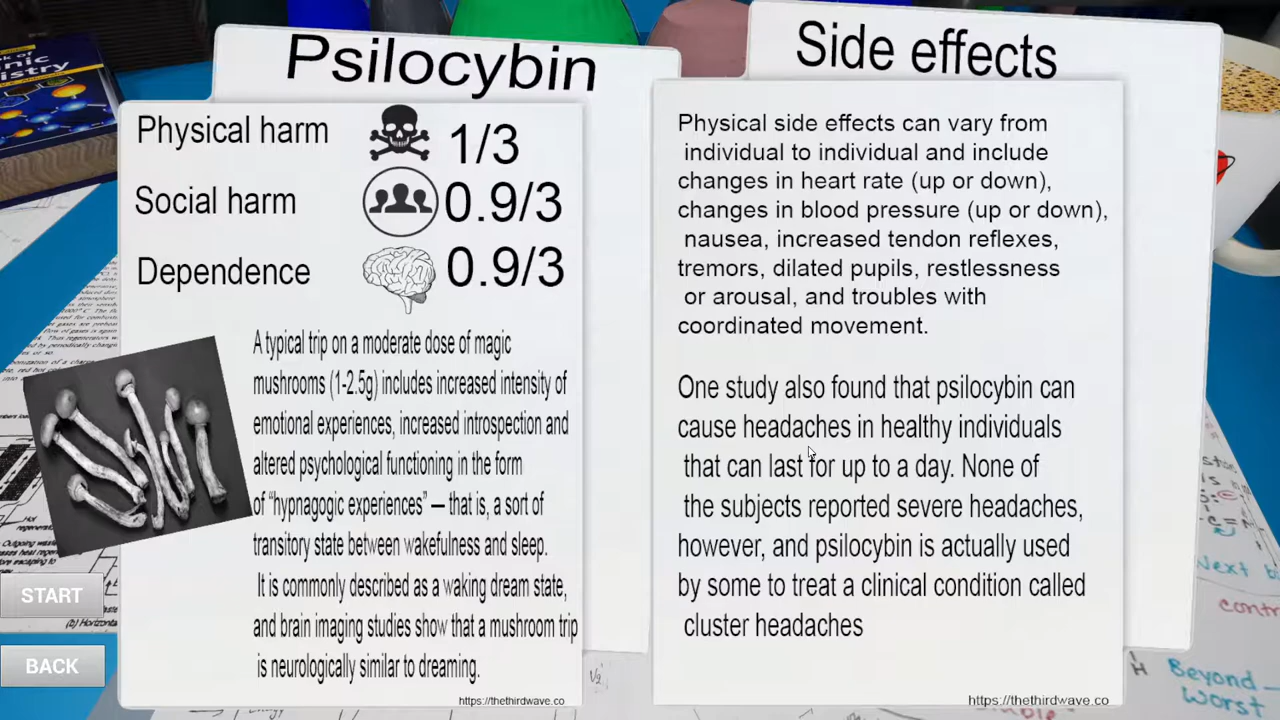 Psilocybin
Physical harm 1/3
Social harm 0.9/3
Dependence 0.9/3
A typical trip on a moderate dose of magic
mushrooms (1-2.5g) includes increased intensity of
emotional experiences, increased introspection and
altered psychological functioning in the form
of “hypnagogic experiences” — that is, a sort of
transitory state between wakefulness and sleep.
It is commonly described as a waking dream state,
and brain imaging studies show that a mushroom trip
is neurologically similar to dreaming.
https://thethirdwave.co
Side effects
Physical side effects can vary from
individual to individual and include
changes in heart rate (up or down),
changes in blood pressure (up or down),
nausea, increased tendon reflexes,
tremors, dilated pupils, restlessness
or arousal, and troubles with
coordinated movement.
One study also found that psilocybin can
cause headaches in healthy individuals
that can last for up to a day. None of
the subjects reported severe headaches,
however, and psilocybin is actually used
by some to treat a clinical condition called
cluster headaches
https://thethirdwave.co
START
BACK
Next
Beyond—
Worst